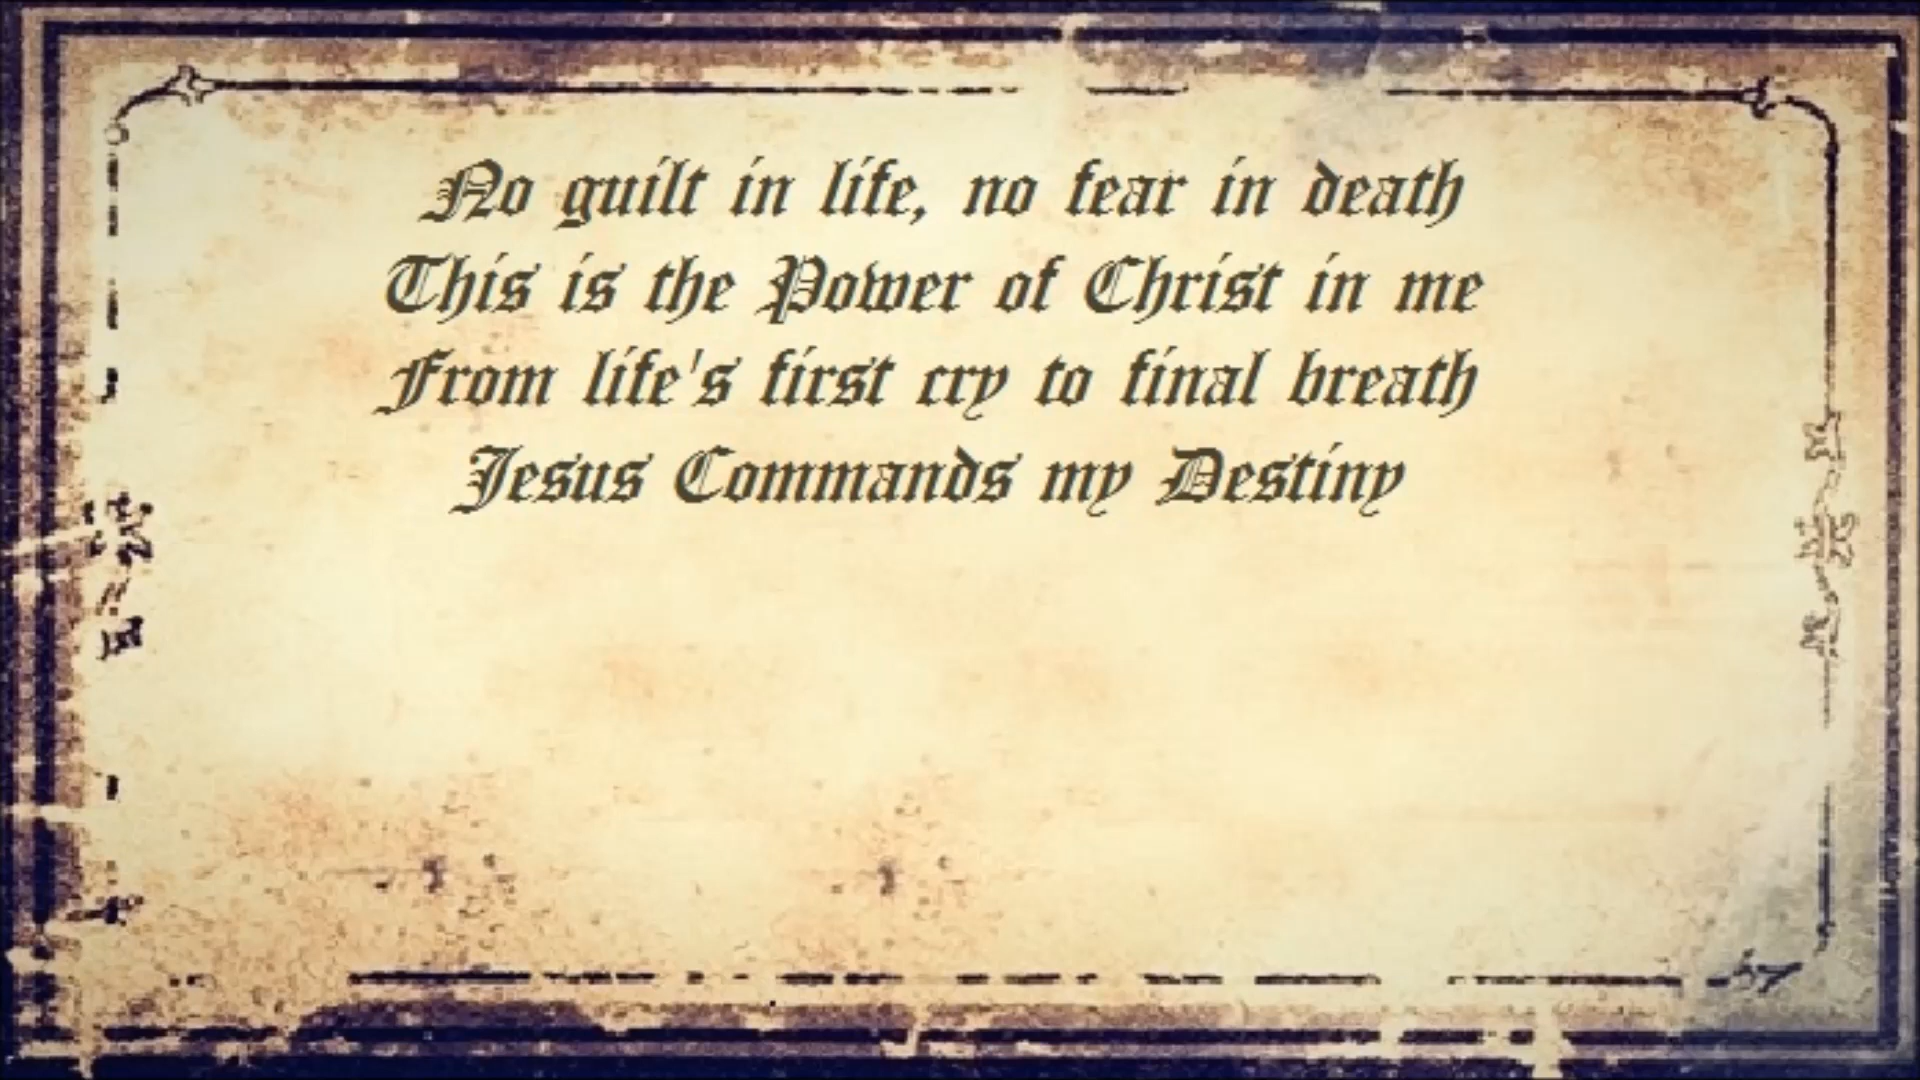 No guilt in life, no fear in death
This is the Power of Christ in me
From life's first cry to final breath
Jesus Commands my Destiny